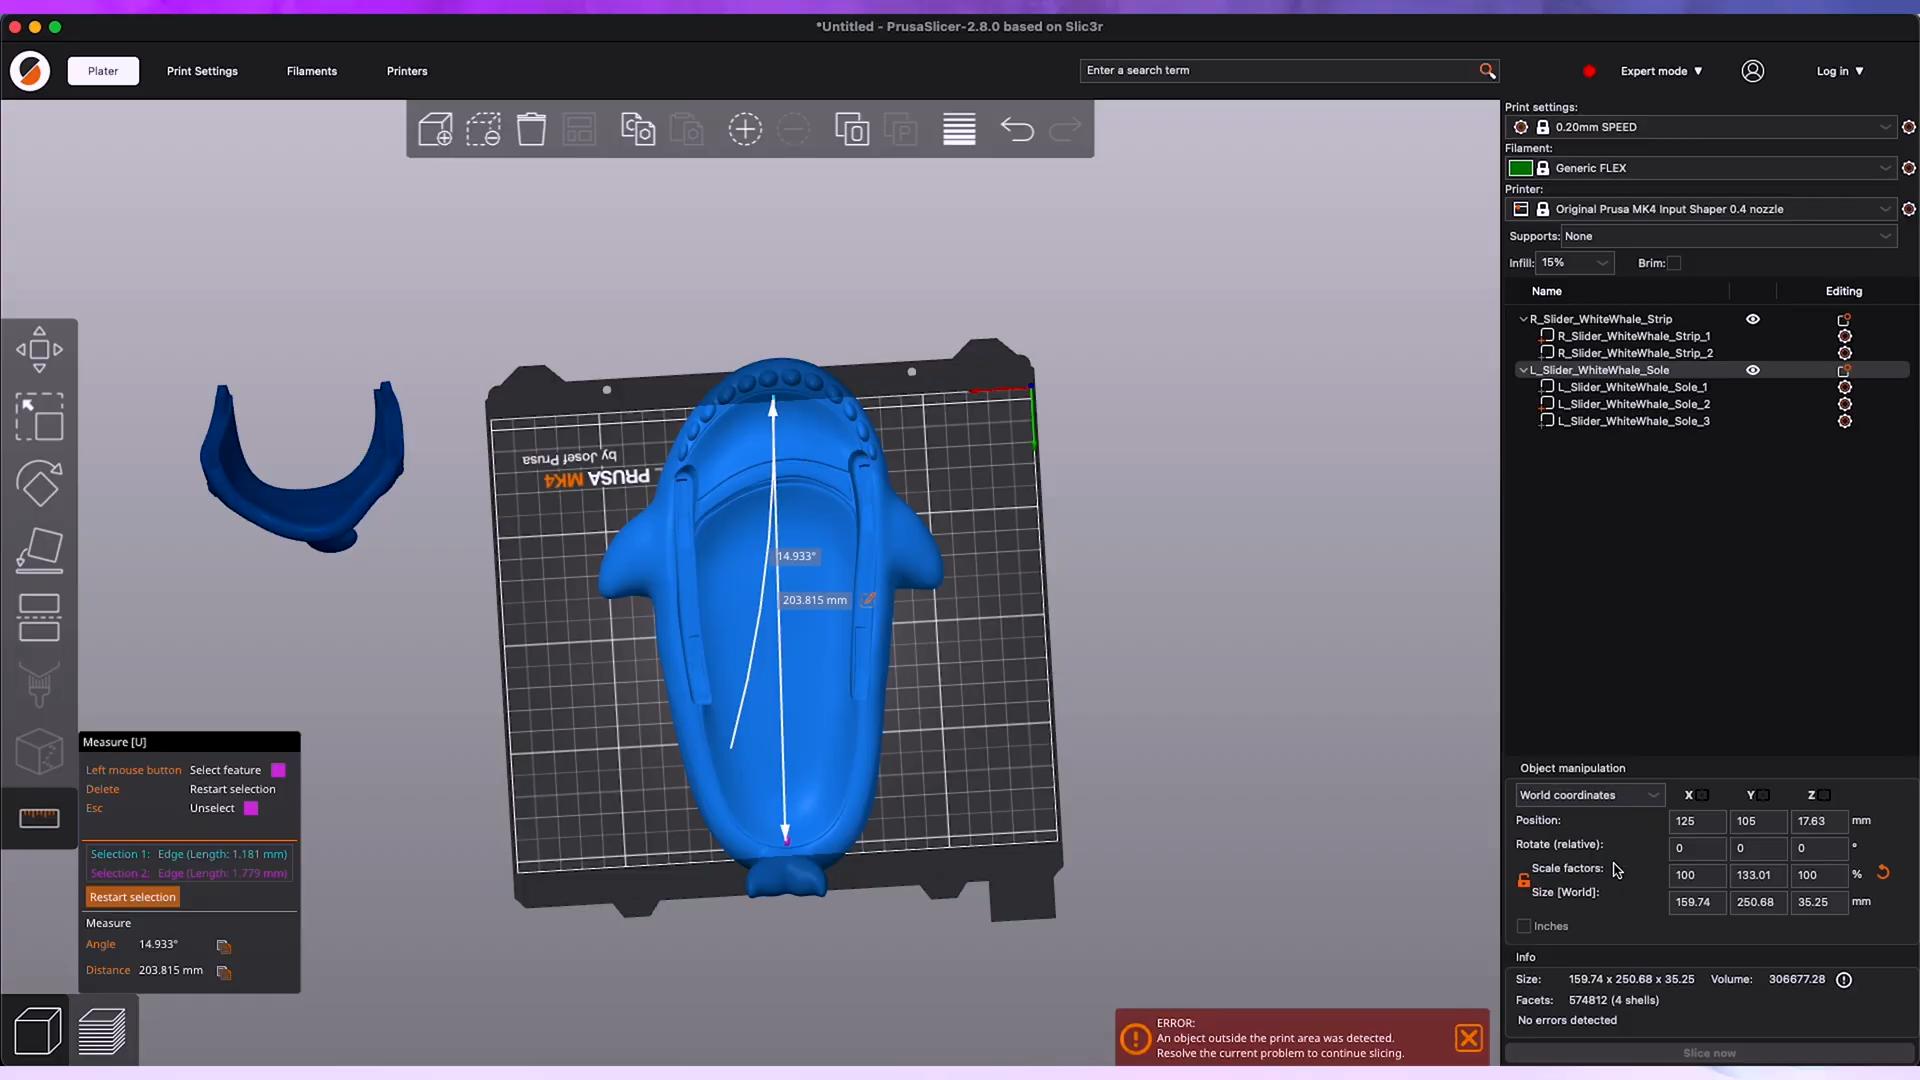 *Untitled - PrusaSlicer-2.8.0 based on Slic3r
Plater
Print Settings
Filaments
Printers
Enter a search term
Expert mode ▼
Log in ▼
Print settings:
0.20mm SPEED
Filament:
Generic FLEX
Printer:
Original Prusa MK4 Input Shaper 0.4 nozzle
Supports: None
Infill: 15% Brim:
Name Editing
R_Slider_WhiteWhale_Strip
R_Slider_WhiteWhale_Strip_1
R_Slider_WhiteWhale_Strip_2
L_Slider_WhiteWhale_Sole
L_Slider_WhiteWhale_Sole_1
L_Slider_WhiteWhale_Sole_2
L_Slider_WhiteWhale_Sole_3
by Josef Prusa
PRUSA MK4
14.933°
203.815 mm
Measure [U]
Left mouse button Select feature
Delete Restart selection
Esc Unselect
Selection 1: Edge (Length: 1.181 mm)
Selection 2: Edge (Length: 1.779 mm)
Restart selection
Measure
Angle 14.933°
Distance 203.815 mm
Object manipulation
World coordinates X Y Z
Position: 125 105 17.63 mm
Rotate (relative): 0 0 0 °
Scale factors: 100 133.01 100 %
Size [World]: 159.74 250.68 35.25 mm
Inches
Info
Size: 159.74 x 250.68 x 35.25 Volume: 306677.28
Facets: 574812 (4 shells)
No errors detected
Slice now
ERROR:
An object outside the print area was detected.
Resolve the current problem to continue slicing.